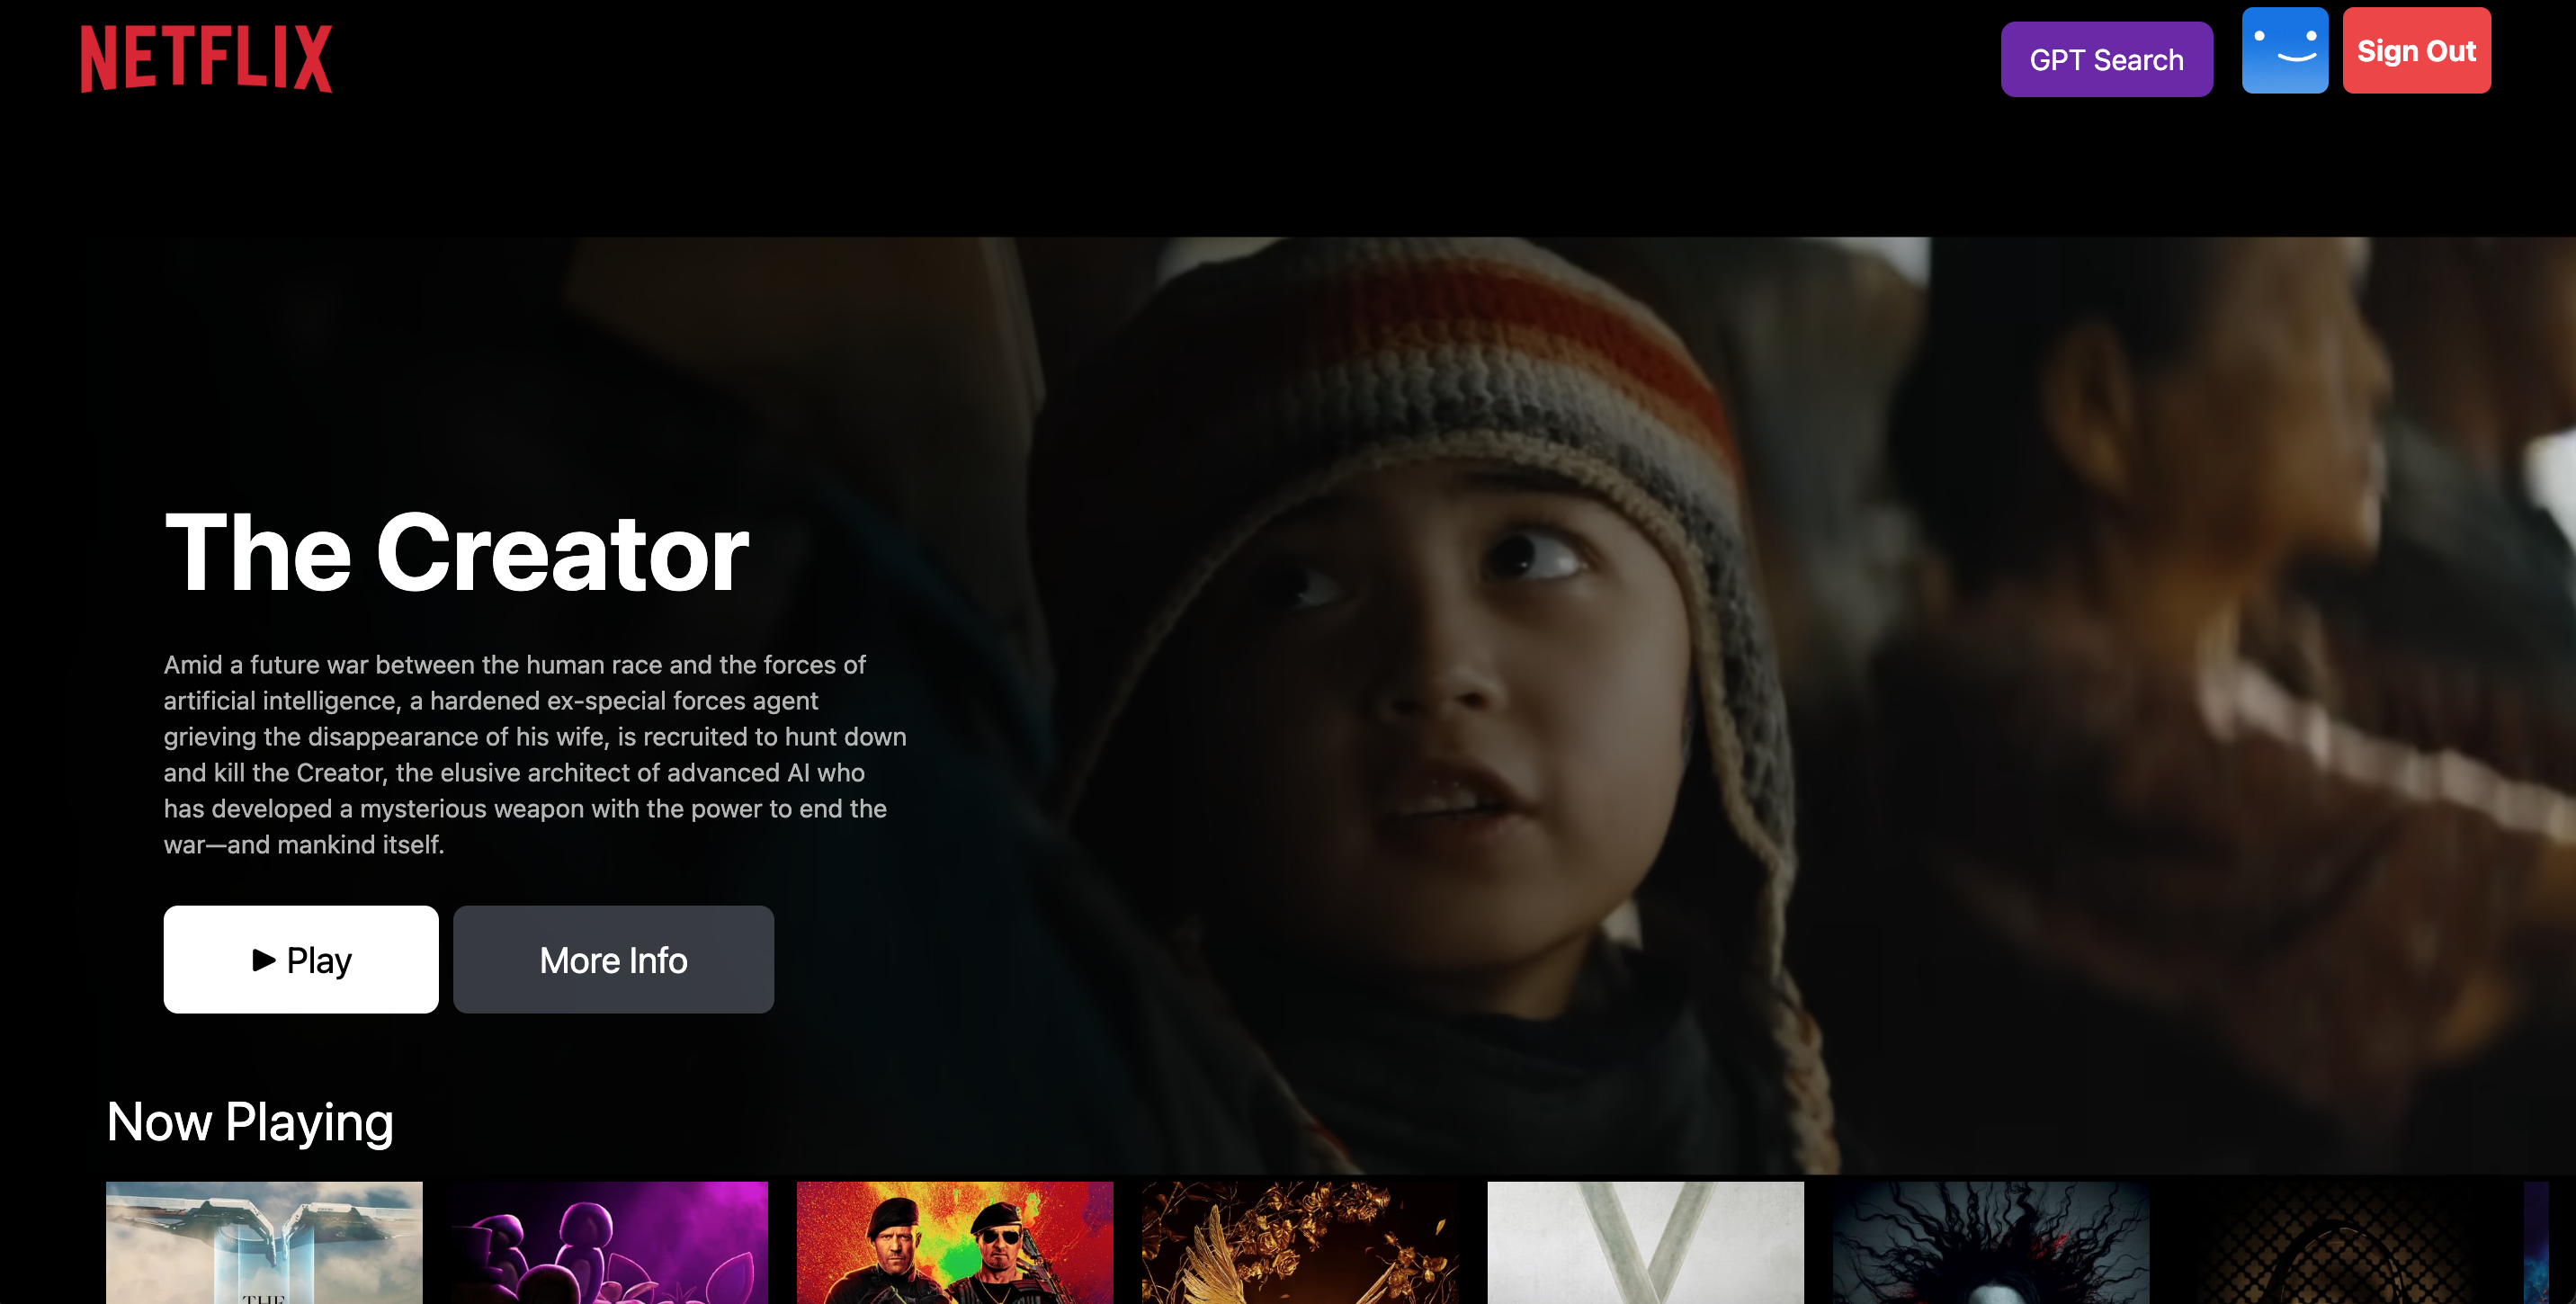 NETFLIX
GPT Search
Sign Out
The Creator
Amid a future war between the human race and the forces of
artificial intelligence, a hardened ex-special forces agent
grieving the disappearance of his wife, is recruited to hunt down
and kill the Creator, the elusive architect of advanced AI who
has developed a mysterious weapon with the power to end the
war—and mankind itself.
Play
More Info
Now Playing
THE